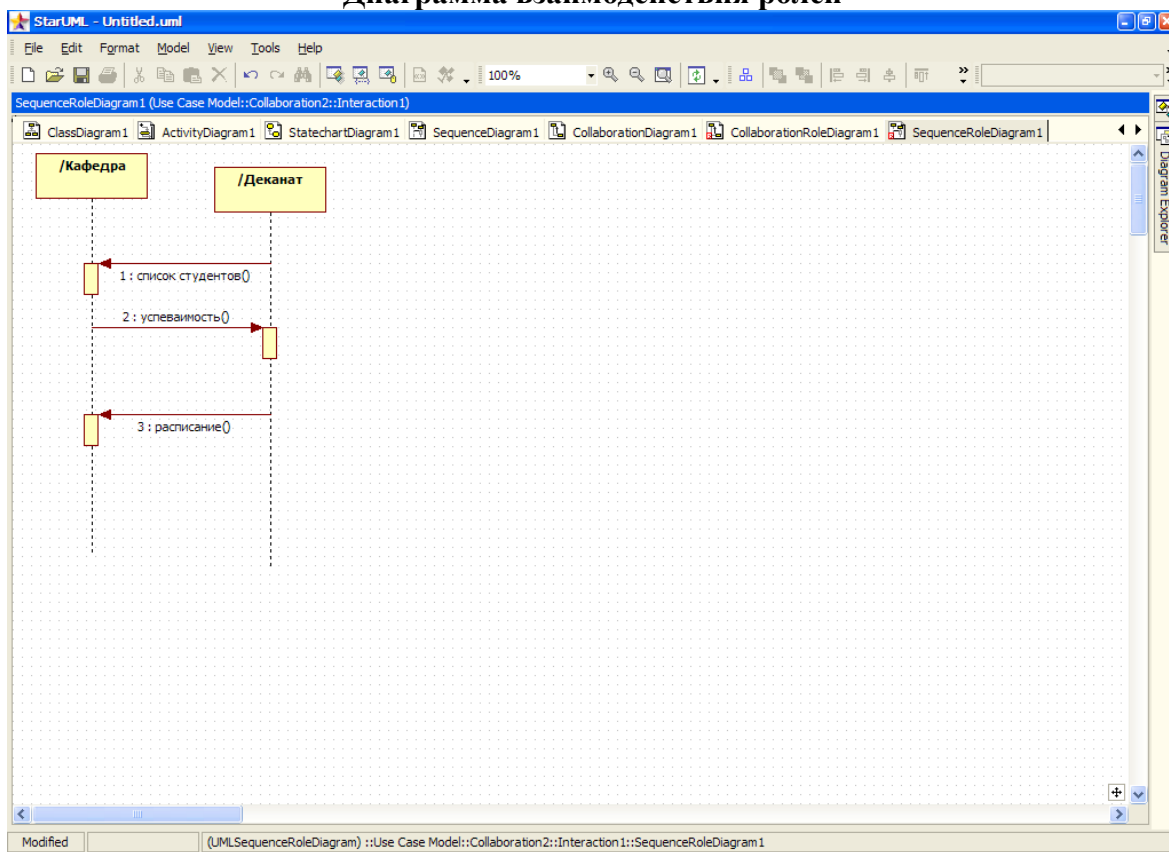 Диаграмма взаимодействия ролей
StarUML - Untitled.uml
File Edit Format Model View Tools Help
100%
SequenceRoleDiagram1 (Use Case Model::Collaboration2::Interaction1)
ClassDiagram1 ActivityDiagram1 StatechartDiagram1 SequenceDiagram1 CollaborationDiagram1 CollaborationRoleDiagram1 SequenceRoleDiagram1
Diagram Explorer
/Кафедра
/Деканат
1 : список студентов()
2 : успеваимость()
3 : расписание()
Modified (UMLSequenceRoleDiagram) ::Use Case Model::Collaboration2::Interaction1::SequenceRoleDiagram1